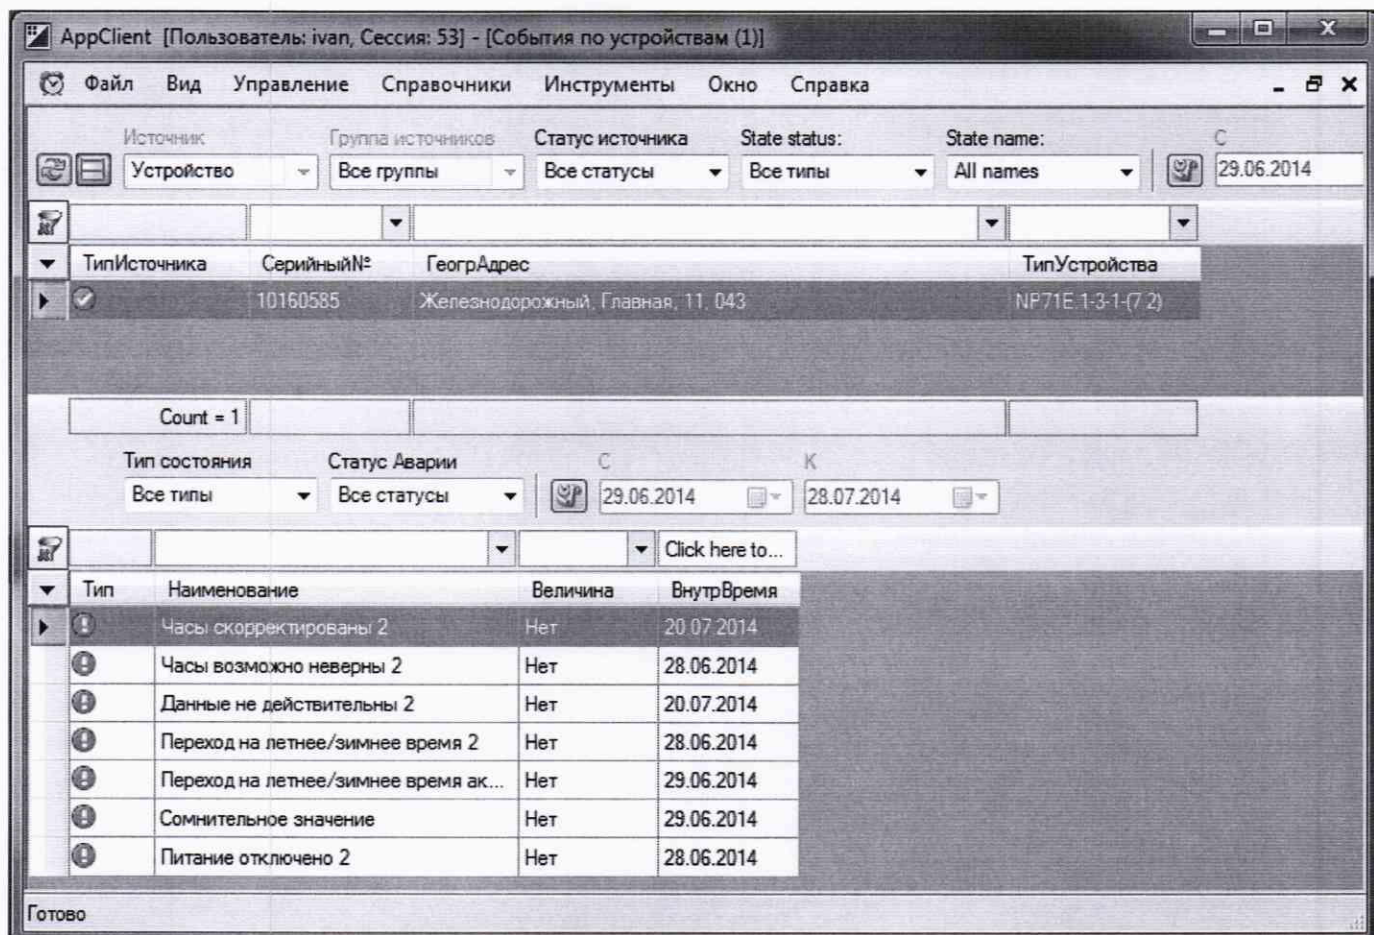 AppClient [Пользователь: ivan, Сессия: 53] - [События по устройствам (1)]
Файл Вид Управление Справочники Инструменты Окно Справка
Источник Группа источников Статус источника State status: State name: С
Устройство Все группы Все статусы Все типы All names 29.06.2014
ТипИсточника Серийный№ ГеогрАдрес ТипУстройства
10160585 Железнодорожный, Главная, 11, 043 NP71E.1-3-1-(7.2)
Count = 1
Тип состояния Статус Аварии С К
Все типы Все статусы 29.06.2014 28.07.2014
Click here to...
Тип Наименование Величина ВнутрВремя
Часы скорректированы 2 Нет 20.07.2014
Часы возможно неверны 2 Нет 28.06.2014
Данные не действительны 2 Нет 20.07.2014
Переход на летнее/зимнее время 2 Нет 28.06.2014
Переход на летнее/зимнее время ак... Нет 29.06.2014
Сомнительное значение Нет 29.06.2014
Питание отключено 2 Нет 28.06.2014
Готово